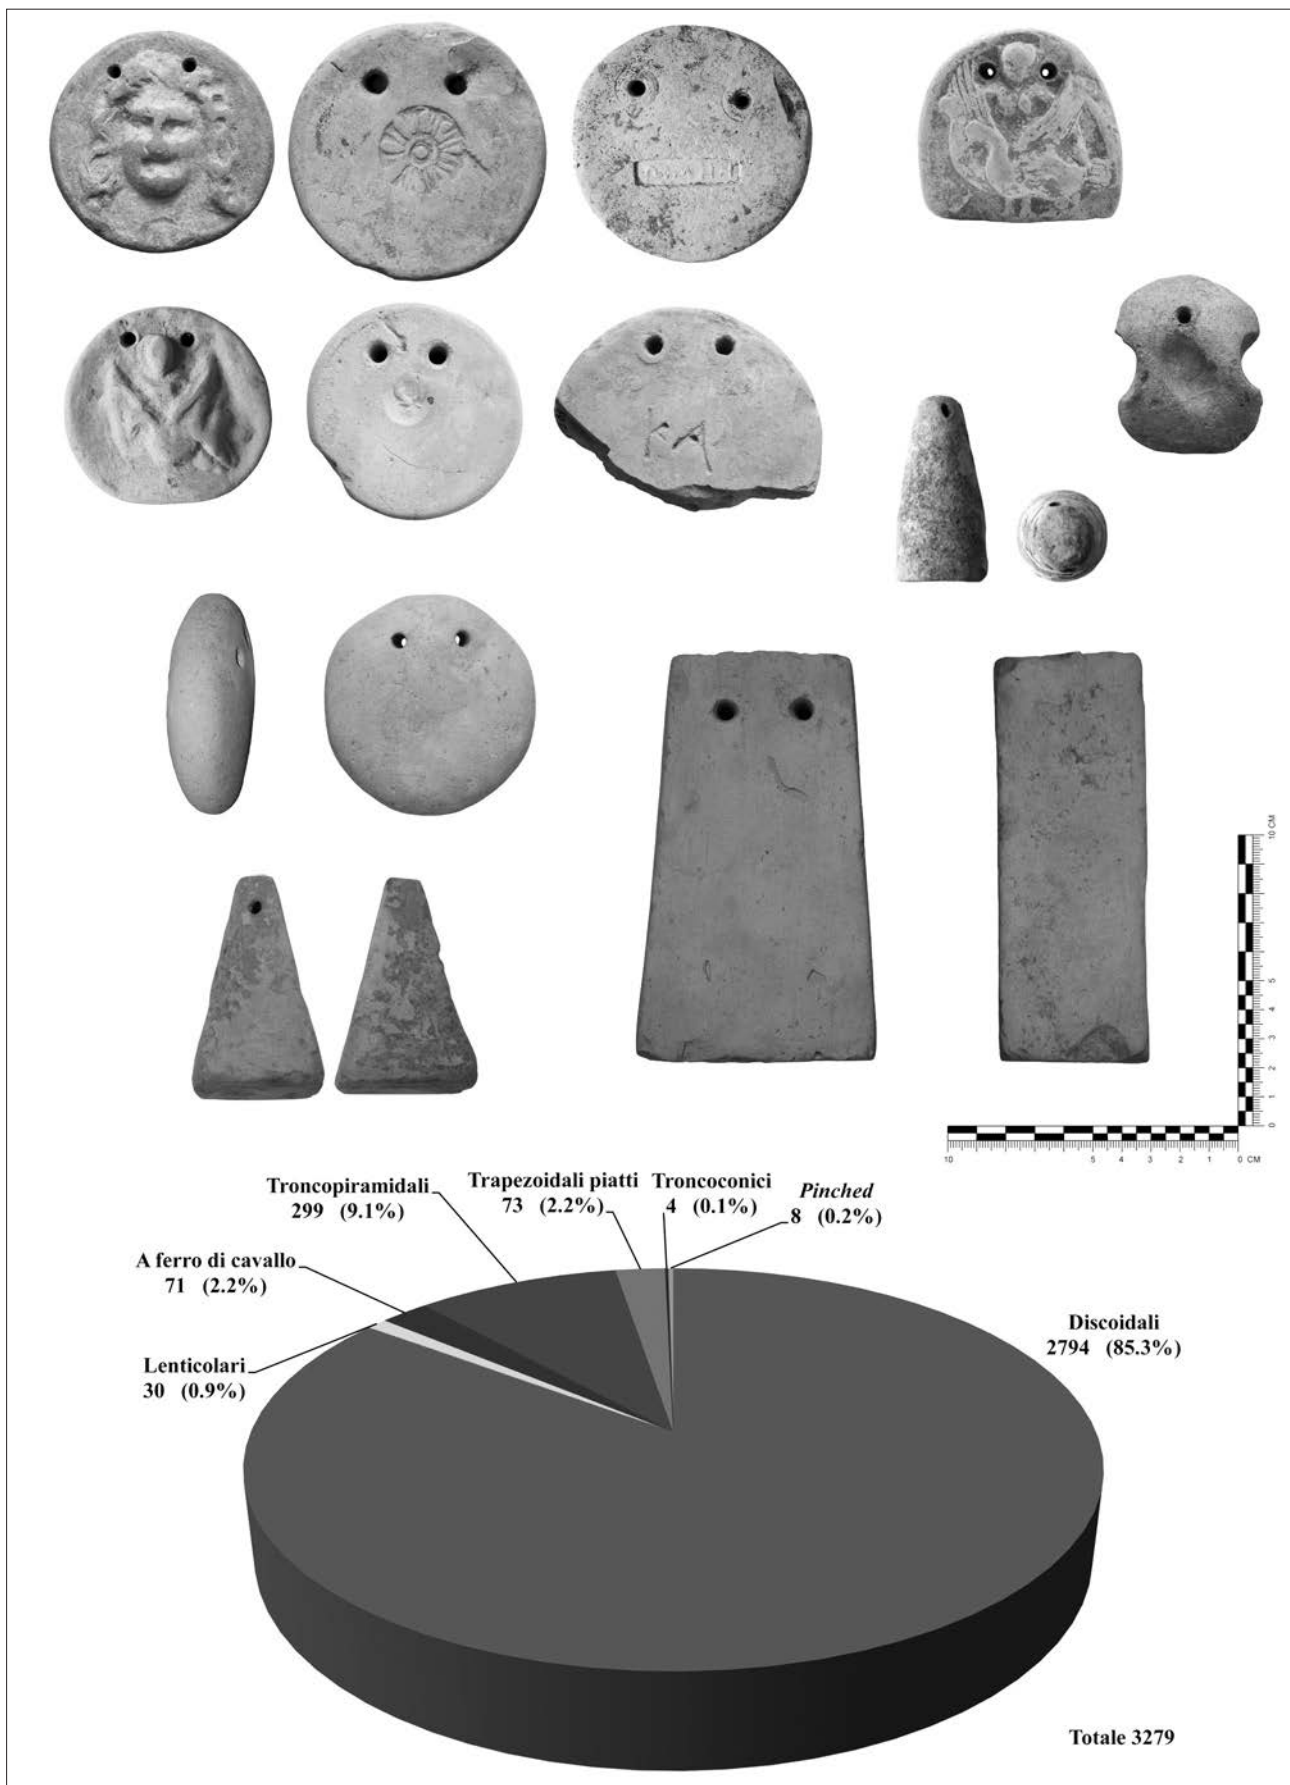 ΓΑΡ
10 CM
5
4
3
2
1
0
10
5
4
3
2
1
0 CM
Troncopiramidali
299 (9.1%)
Trapezoidali piatti
73 (2.2%)
Troncoconici
4 (0.1%)
Pinched
8 (0.2%)
A ferro di cavallo
71 (2.2%)
Lenticolari
30 (0.9%)
Discoidali
2794 (85.3%)
Totale 3279